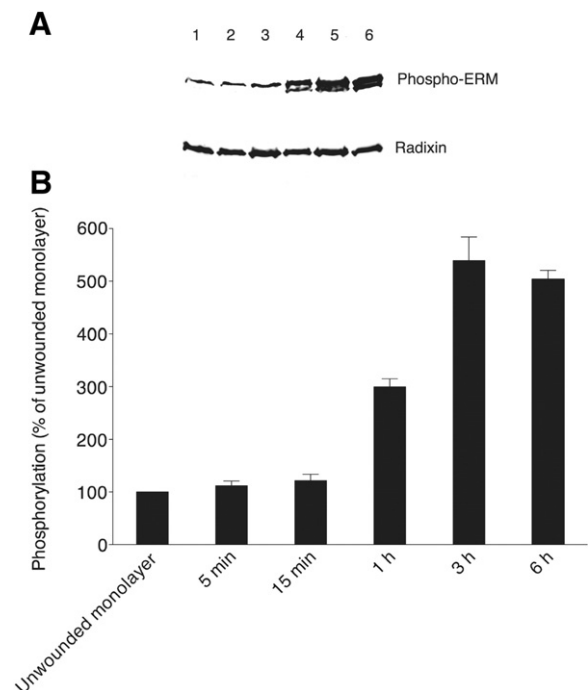 A
1 2 3 4 5 6
Phospho-ERM
Radixin
B
Phosphorylation (% of unwounded monolayer)
600
500
400
300
200
100
0
Unwounded monolayer
5 min
15 min
1 h
3 h
6 h